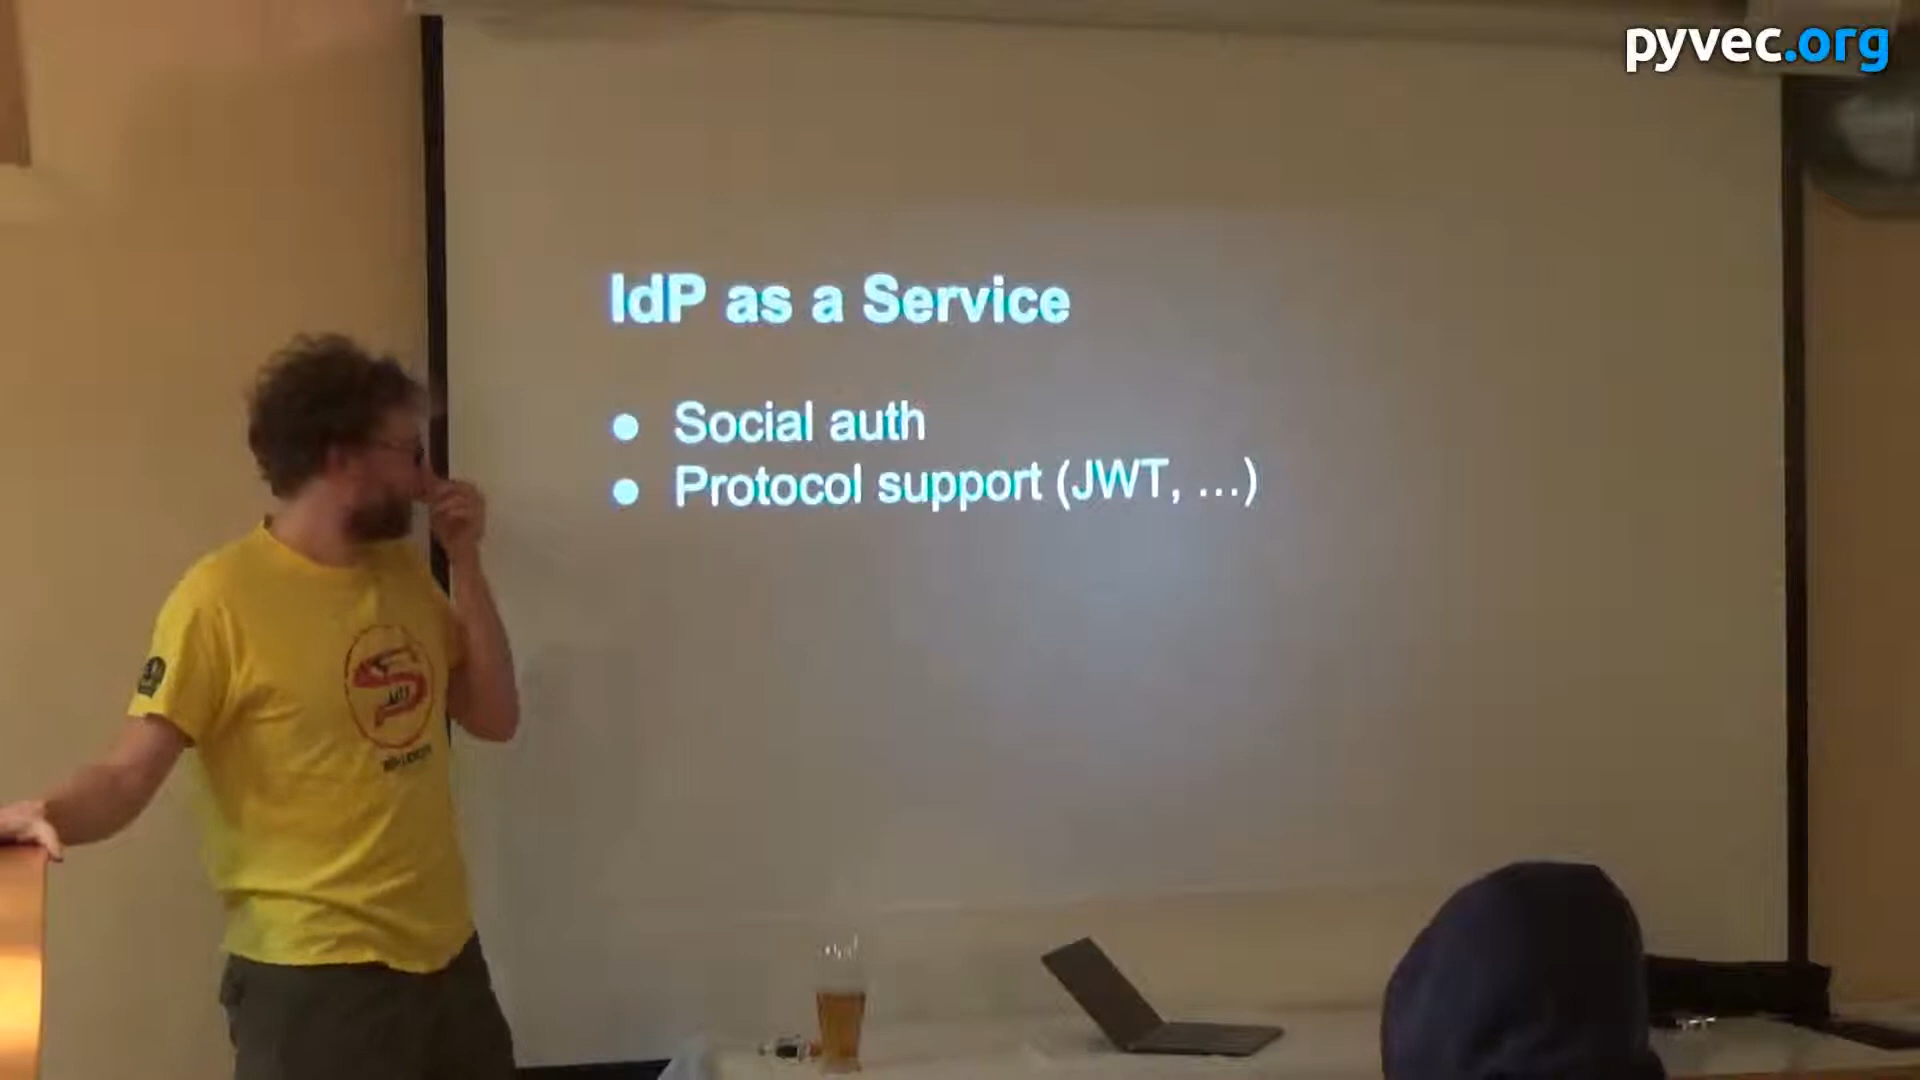 pyvec.org
IdP as a Service
● Social auth
● Protocol support (JWT, ...)